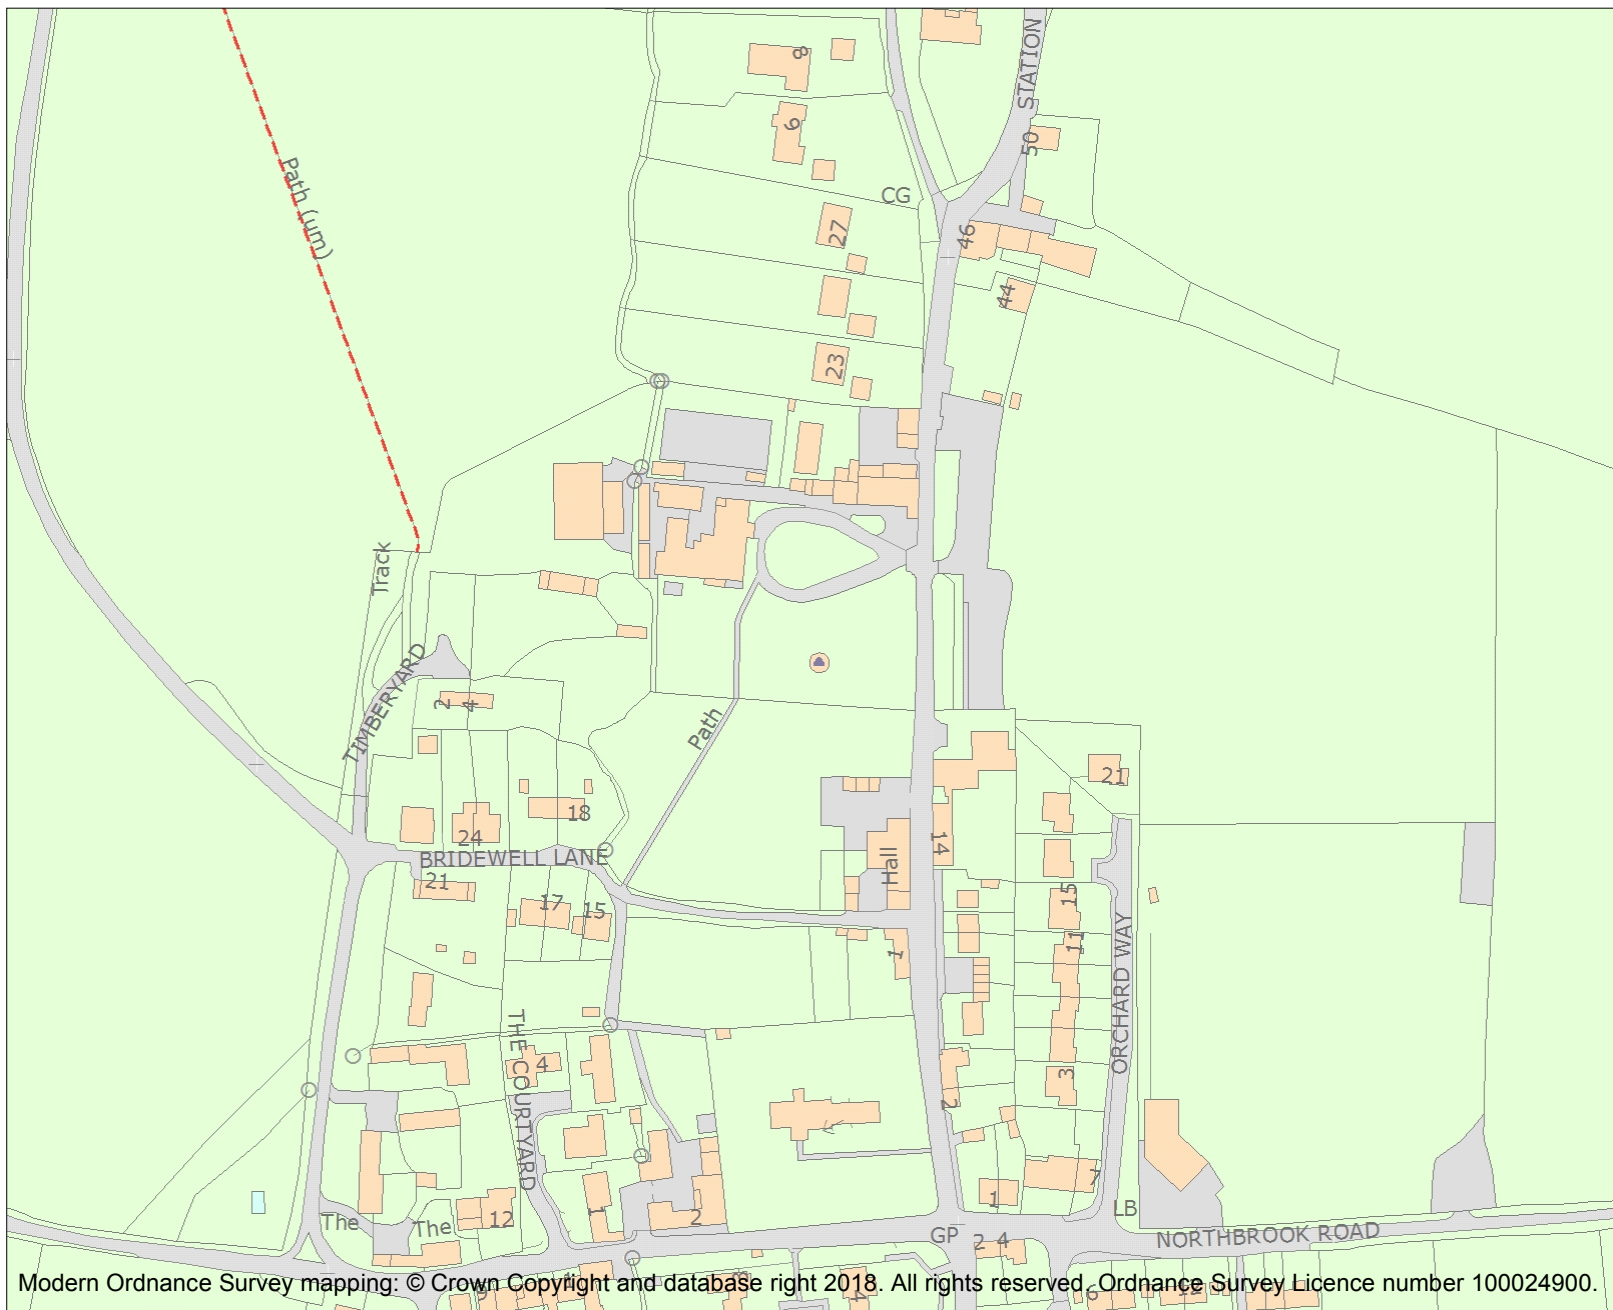 STATION
8
9
50
Path (um)
CG
27
46
44
23
Track
TIMBERYARD
2
4
Path
21
18
24
14
BRIDEWELL LANE
Hall
21
17
15
15
11
1
ORCHARD WAY
THE COURTYARD
4
3
2
7
1
12
The
The
1
2
LB
GP
2 4
NORTHBROOK ROAD
6
12
Modern Ordnance Survey mapping: © Crown Copyright and database right 2018. All rights reserved. Ordnance Survey Licence number 100024900.